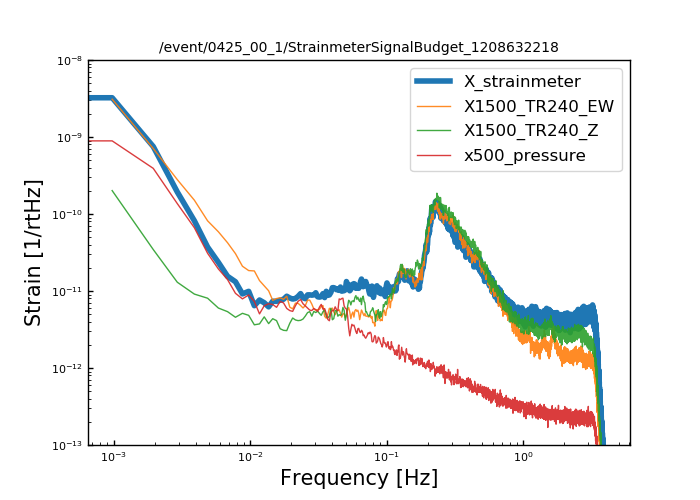 /event/0425_00_1/StrainmeterSignalBudget_1208632218
X_strainmeter
X1500_TR240_EW
X1500_TR240_Z
x500_pressure
Strain [1/rtHz]
10⁻⁸
10⁻⁹
10⁻¹⁰
10⁻¹¹
10⁻¹²
10⁻¹³
10⁻³ 10⁻² 10⁻¹ 10⁰
Frequency [Hz]